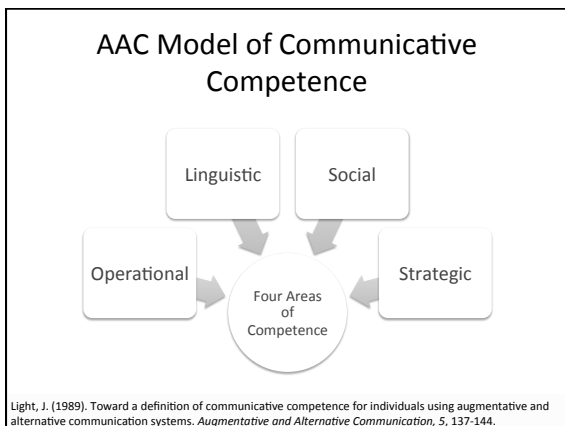 AAC Model of Communicative
Competence
Linguistic
Social
Operational
Strategic
Four Areas
of
Competence
Light, J. (1989). Toward a definition of communicative competence for individuals using augmentative and
alternative communication systems. Augmentative and Alternative Communication, 5, 137-144.